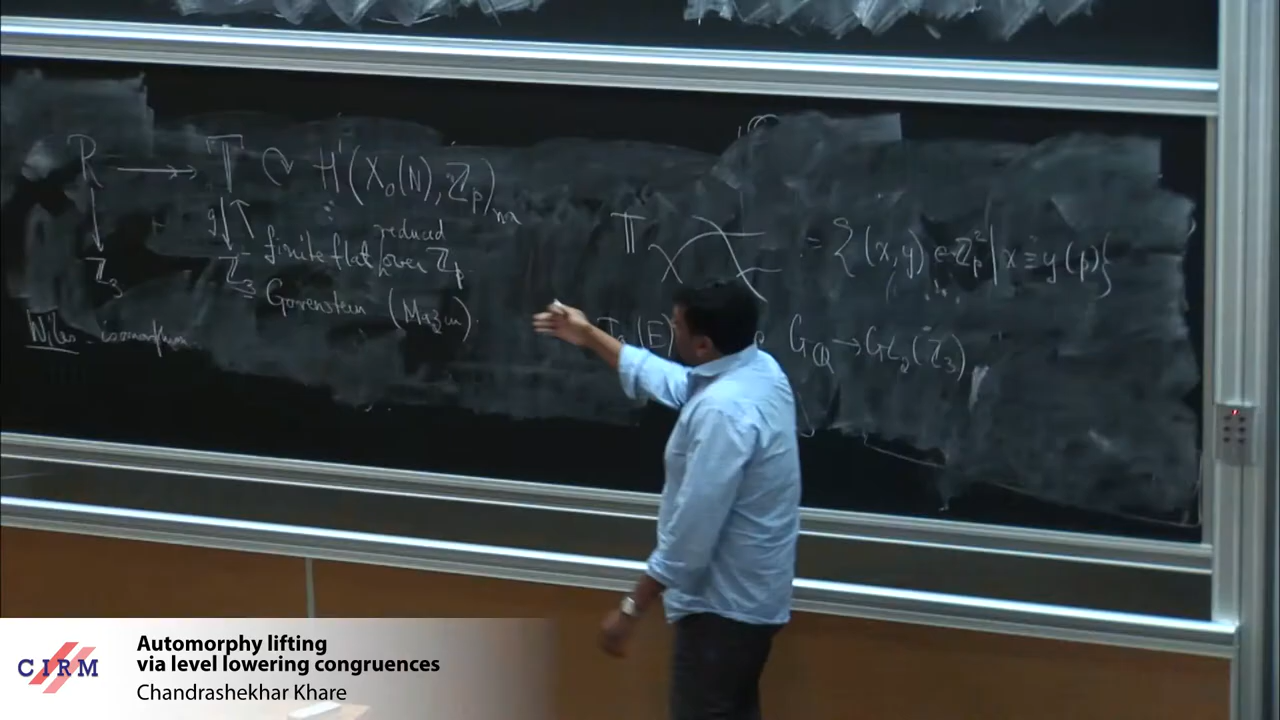 R ↠ 𝕋 ↻ H¹(X₀(N), ℤₚ)ₘ
ℤ₃
ℤ₃
finite flat reduced over ℤₚ
Gorenstein (Mazur).
Wiles isomorphism
𝕋 = {(x,y) ∈ ℤₚ² | x ≡ y (p)}
(E) G_ℚ → GL₂(ℤ₃)
CIRM
Automorphy lifting
via level lowering congruences
Chandrashekhar Khare